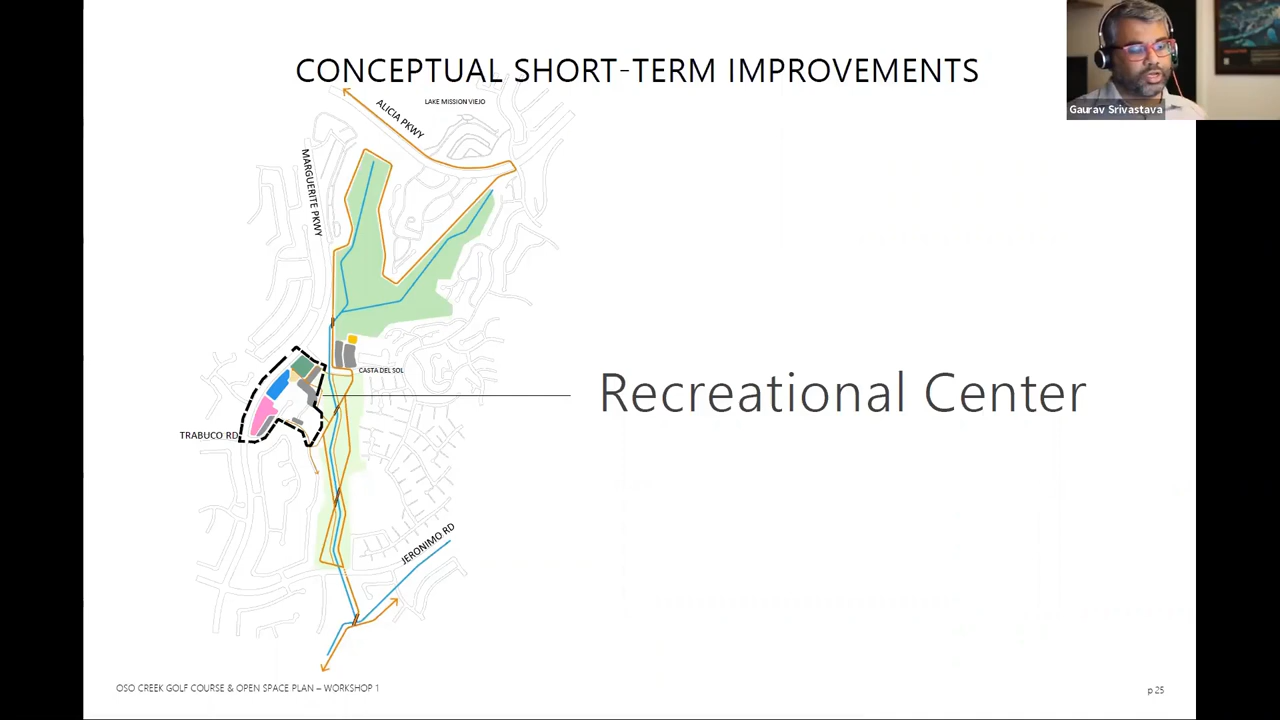 CONCEPTUAL SHORT-TERM IMPROVEMENTS
Gaurav Srivastava
LAKE MISSION VIEJO
ALICIA PKWY
MARGUERITE PKWY
CASTA DEL SOL
Recreational Center
TRABUCO RD
JERONIMO RD
OSO CREEK GOLF COURSE & OPEN SPACE PLAN – WORKSHOP 1
p 25